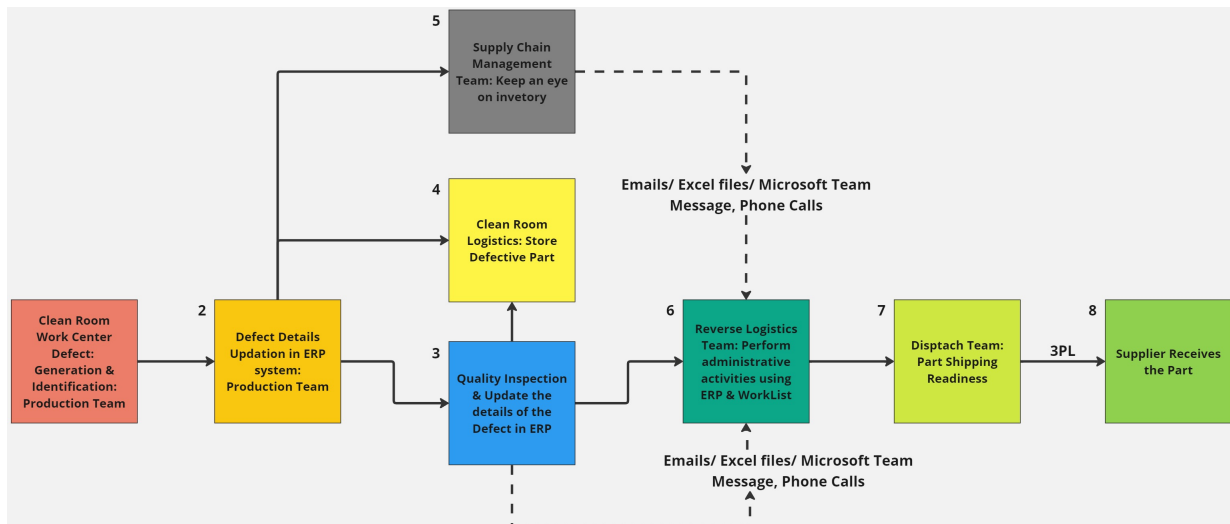 5
Supply Chain
Management
Team: Keep an eye
on invetory
Emails/ Excel files/ Microsoft Team
Message, Phone Calls
4
Clean Room
Logistics: Store
Defective Part
Clean Room
Work Center
Defect:
Generation &
Identification:
Production Team
2
Defect Details
Updation in ERP
system:
Production Team
3
Quality Inspection
& Update the
details of the
Defect in ERP
6
Reverse Logistics
Team: Perform
administrative
activities using
ERP & WorkList
7
Disptach Team:
Part Shipping
Readiness
3PL
8
Supplier Receives
the Part
Emails/ Excel files/ Microsoft Team
Message, Phone Calls